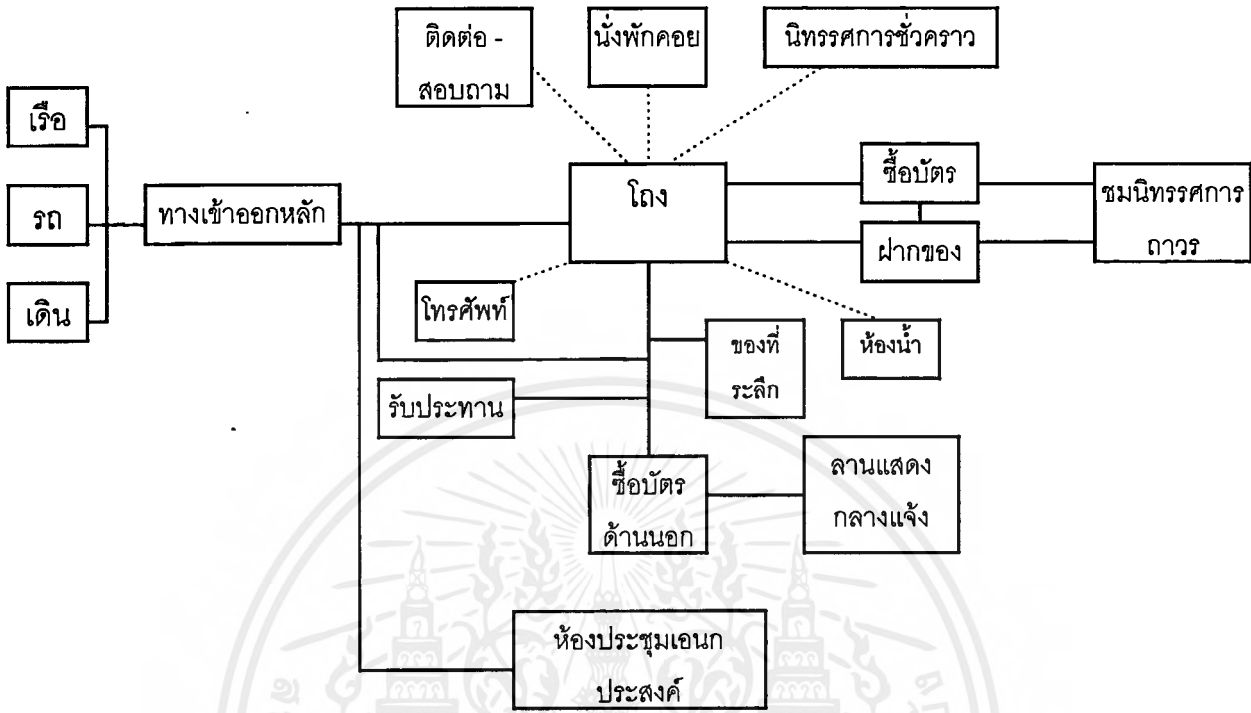 ติดต่อ -
สอบถาม
นั่งพักคอย
นิทรรศการชั่วคราว
เรือ
รถ
เดิน
ทางเข้าออกหลัก
โถง
ซื้อบัตร
ฝากของ
ชมนิทรรศการ
ถาวร
โทรศัพท์
ของที่
ระลึก
ห้องน้ำ
รับประทาน
ซื้อบัตร
ด้านนอก
ลานแสดง
กลางแจ้ง
ห้องประชุมเอนก
ประสงค์